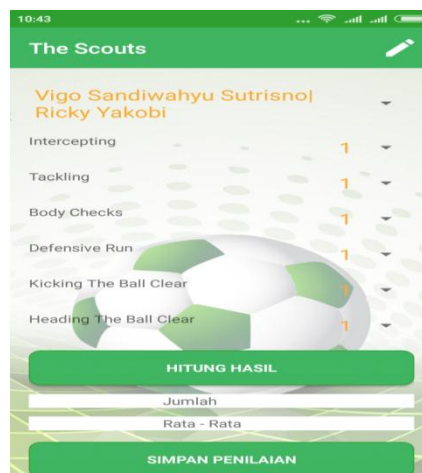 10:43
...
The Scouts
Vigo Sandiwahyu Sutrisno|
Ricky Yakobi
Intercepting 1
Tackling 1
Body Checks 1
Defensive Run 1
Kicking The Ball Clear 1
Heading The Ball Clear 1
HITUNG HASIL
Jumlah
Rata - Rata
SIMPAN PENILAIAN